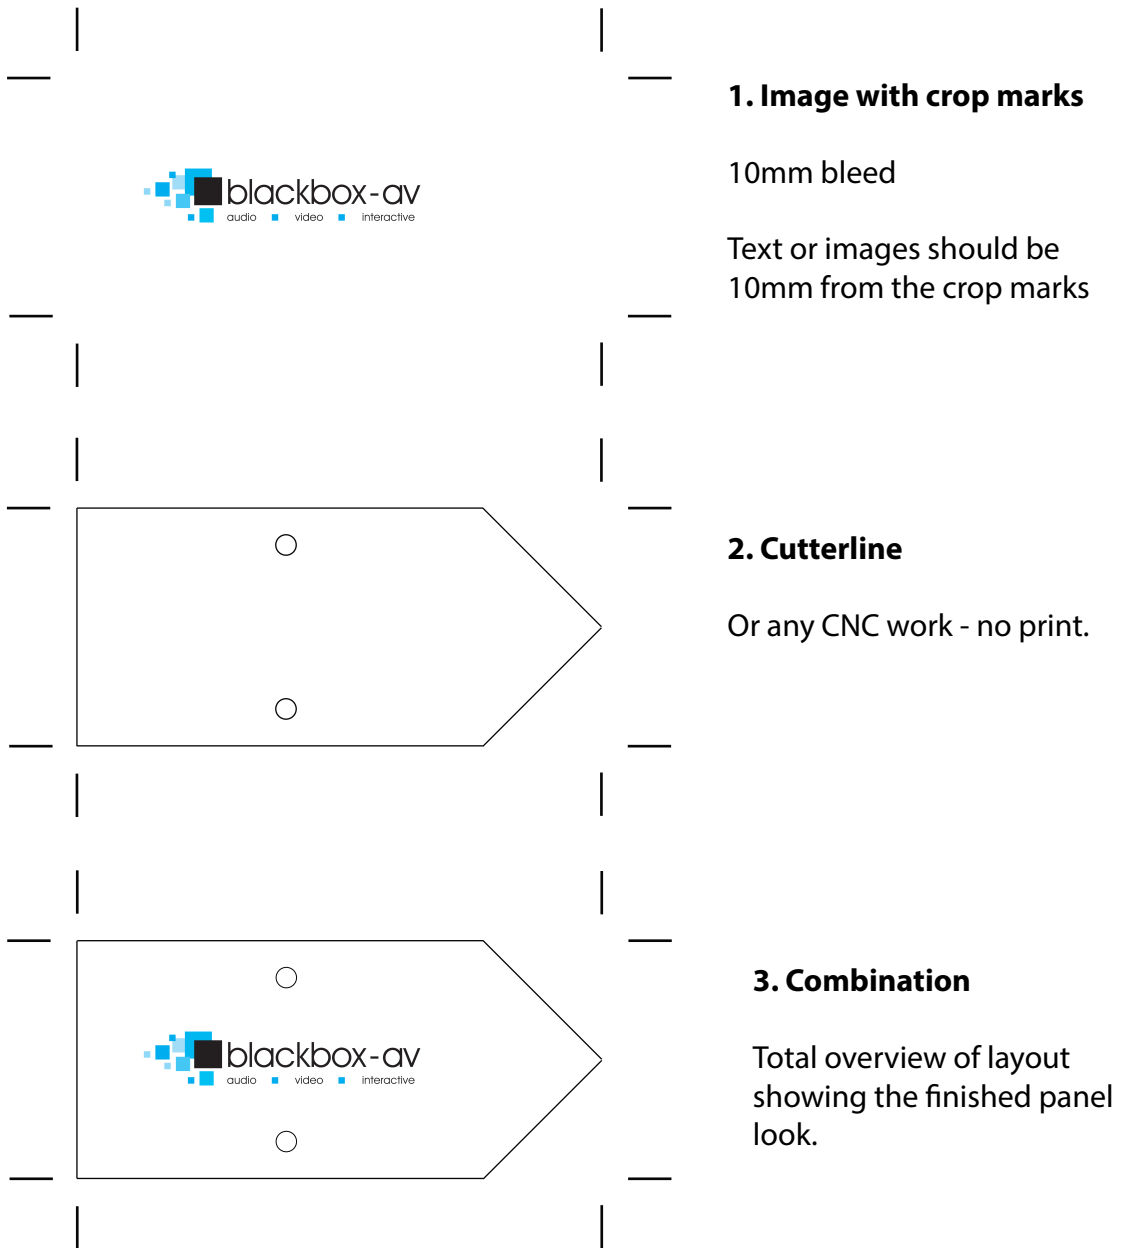 1. Image with crop marks
10mm bleed
Text or images should be
10mm from the crop marks
blackbox-av
audio video interactive
2. Cutterline
Or any CNC work - no print.
3. Combination
Total overview of layout
showing the finished panel
look.
blackbox-av
audio video interactive